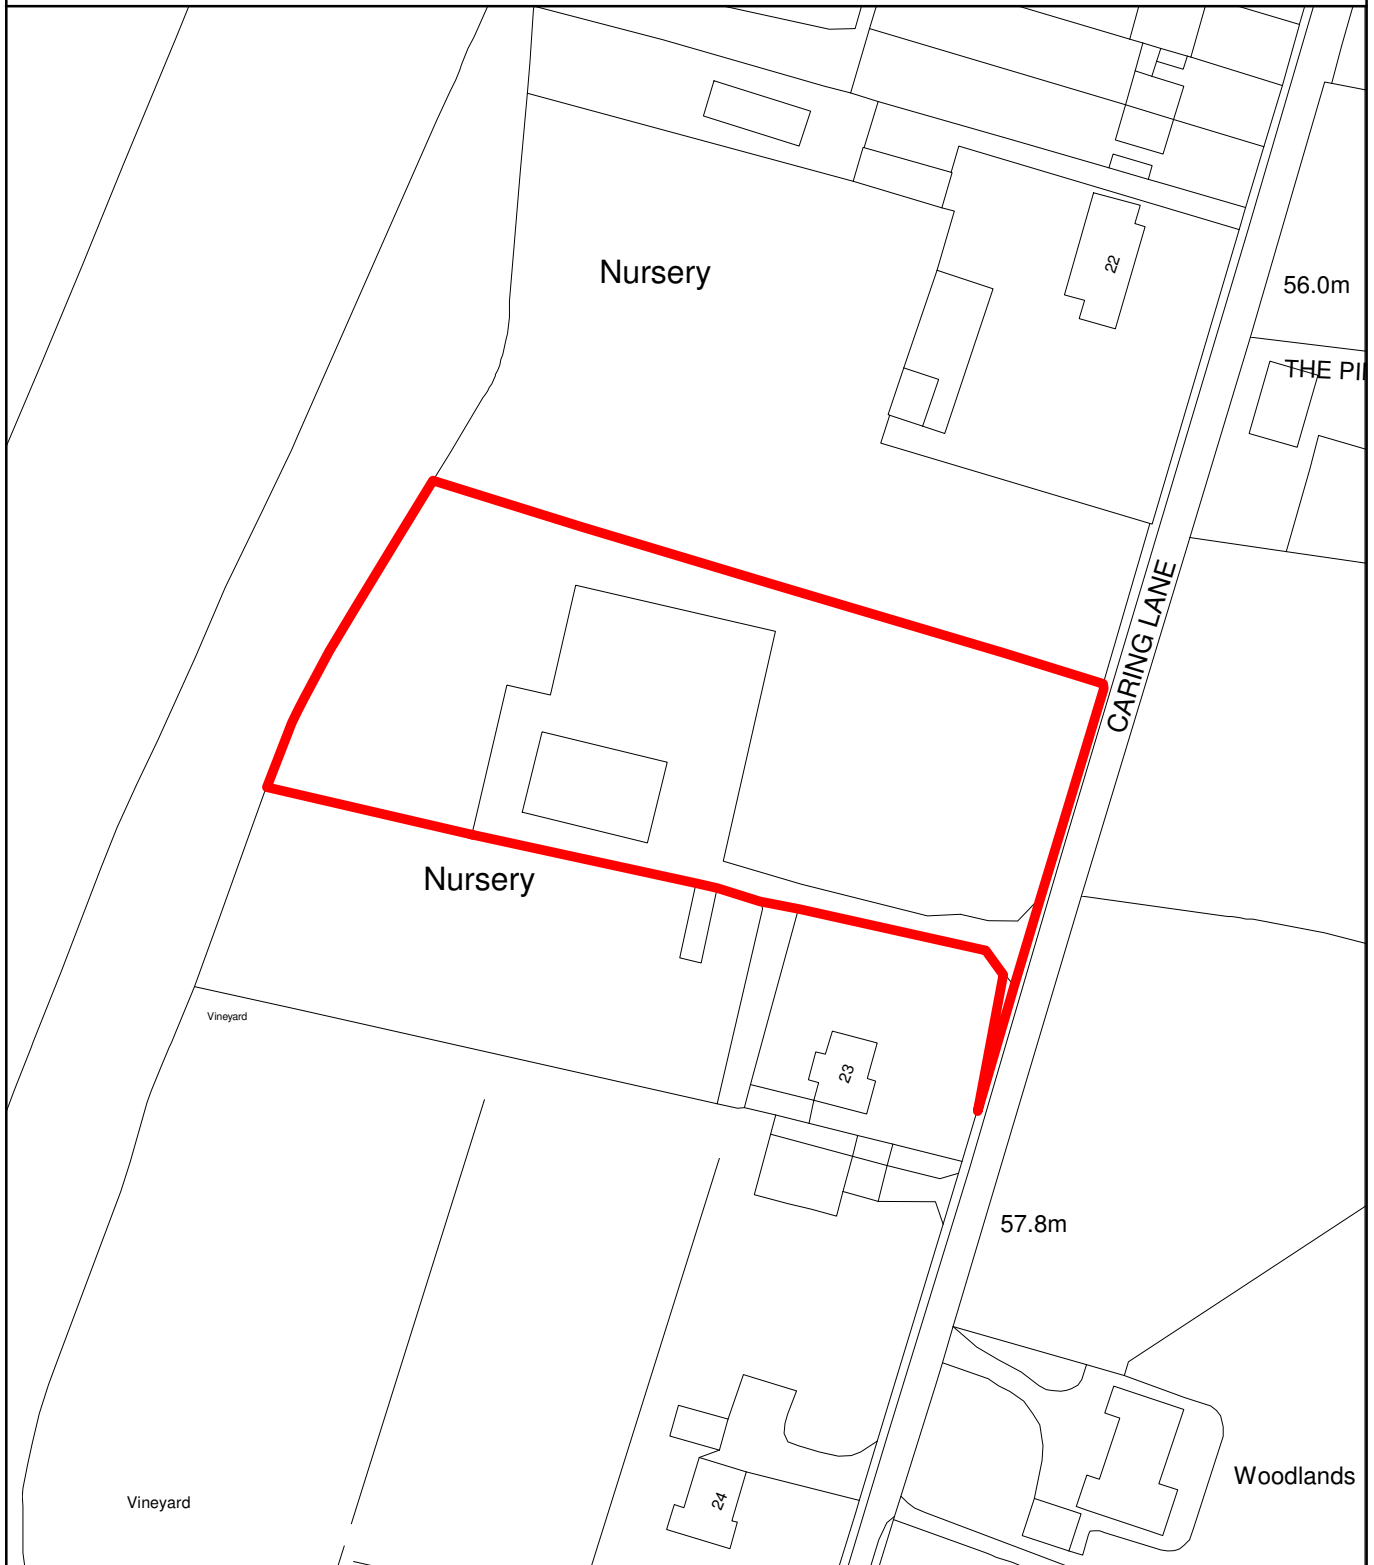 Nursery
22
56.0m
THE PI
CARING LANE
Nursery
Vineyard
23
57.8m
Woodlands
24
Vineyard